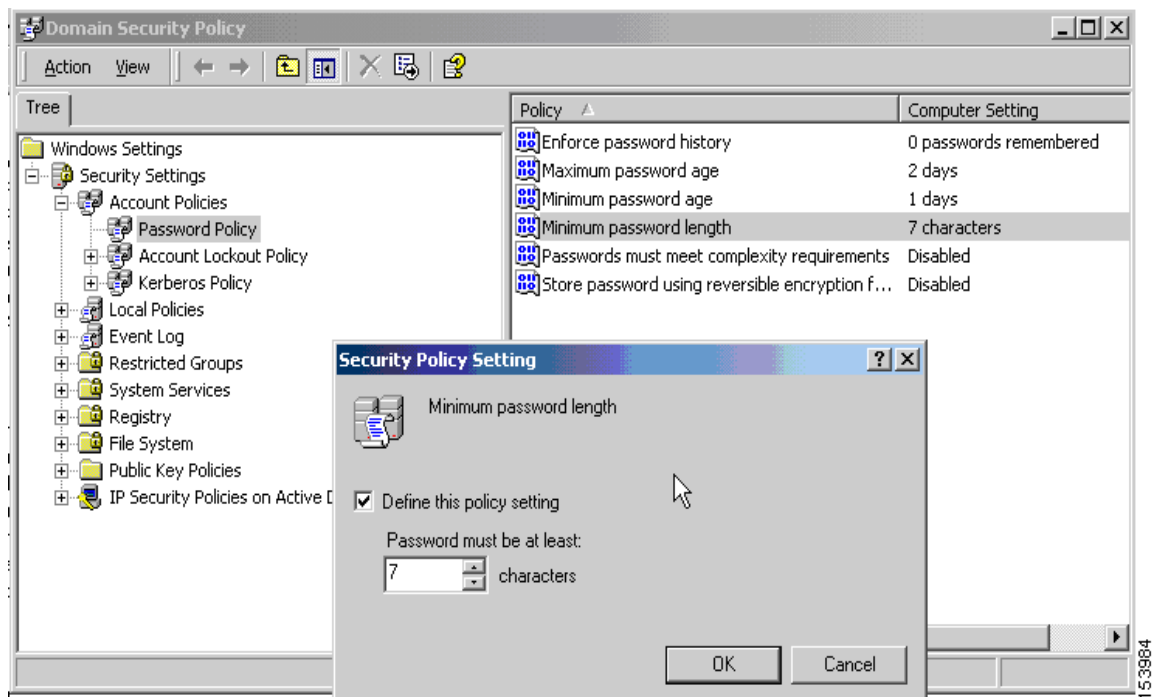 Domain Security Policy
Action View
Tree
Policy Computer Setting
Windows Settings
Security Settings
Account Policies
Password Policy
Account Lockout Policy
Kerberos Policy
Local Policies
Event Log
Restricted Groups
System Services
Registry
File System
Public Key Policies
IP Security Policies on Active D
Enforce password history 0 passwords remembered
Maximum password age 2 days
Minimum password age 1 days
Minimum password length 7 characters
Passwords must meet complexity requirements Disabled
Store password using reversible encryption f... Disabled
Security Policy Setting
Minimum password length
Define this policy setting
Password must be at least:
7 characters
OK Cancel
153984